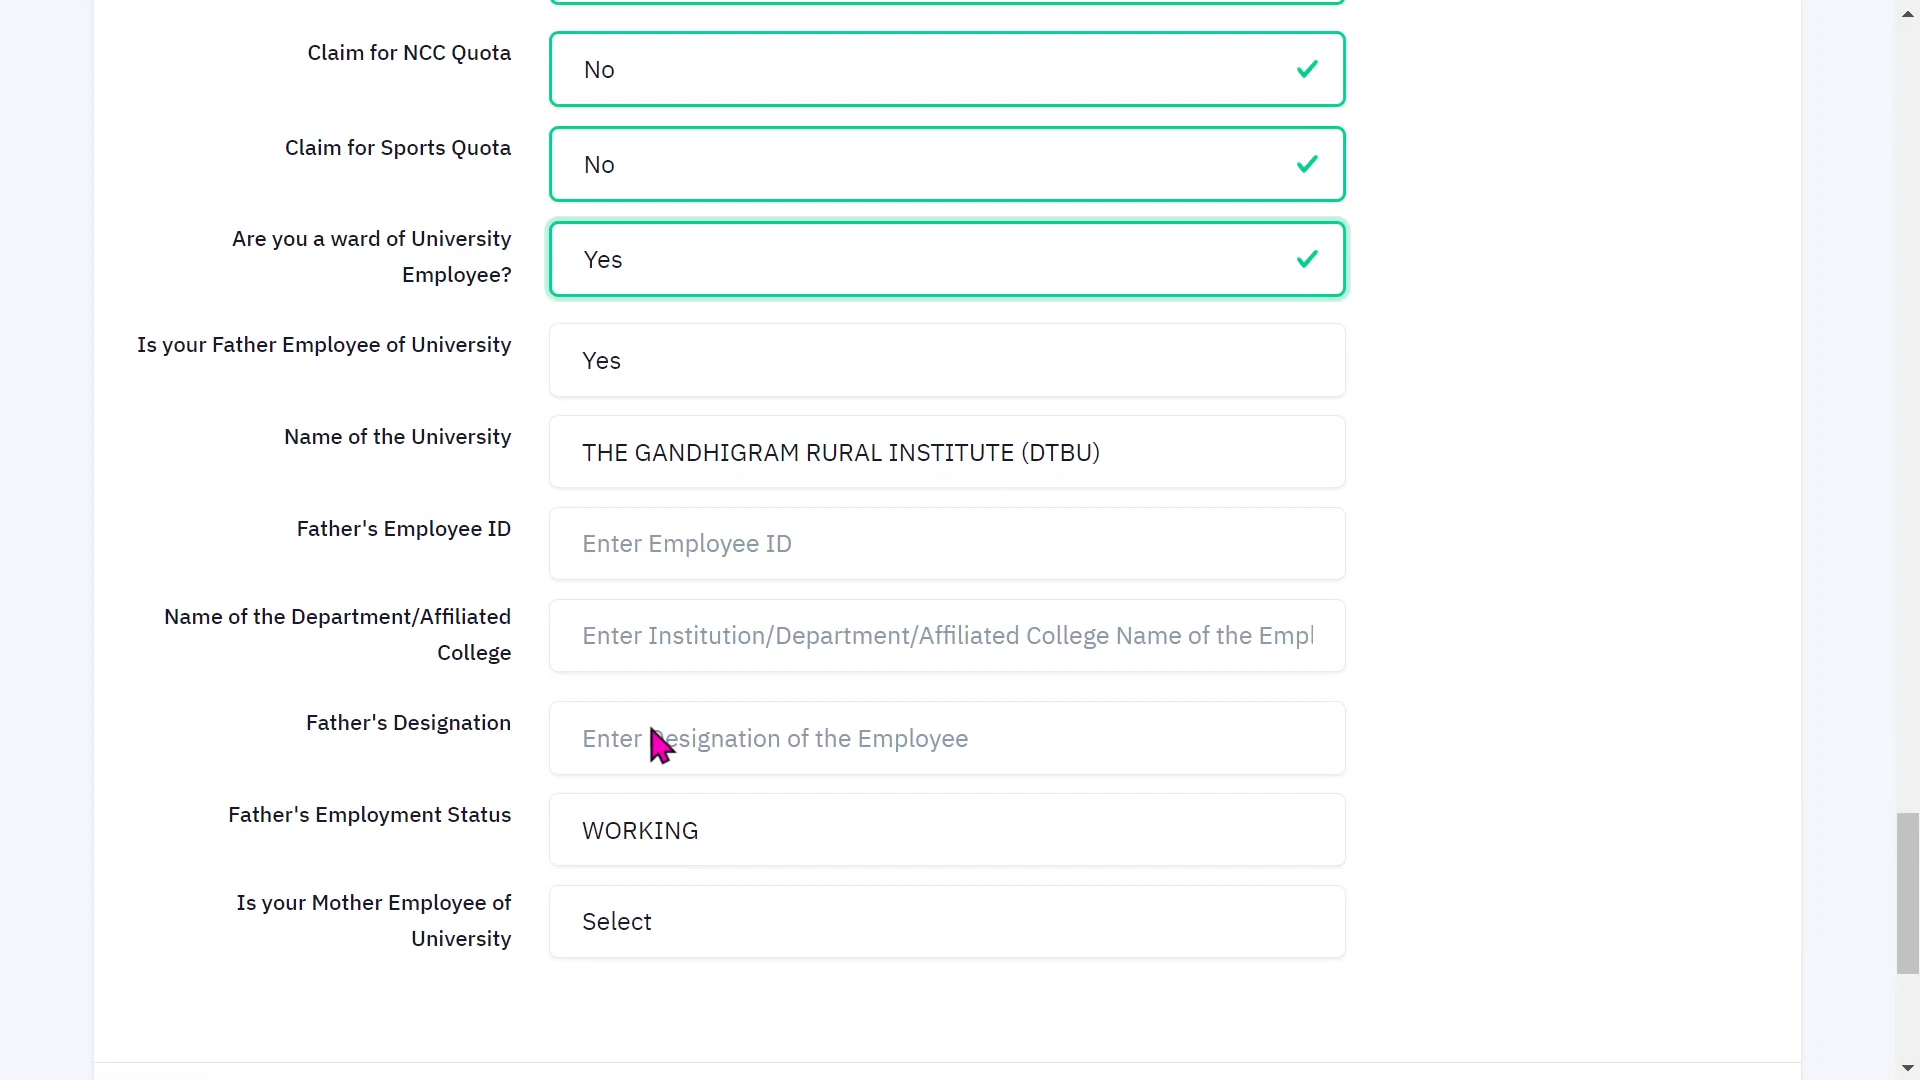 Claim for NCC Quota
No
Claim for Sports Quota
No
Are you a ward of University
Employee?
Yes
Is your Father Employee of University
Yes
Name of the University
THE GANDHIGRAM RURAL INSTITUTE (DTBU)
Father's Employee ID
Enter Employee ID
Name of the Department/Affiliated
College
Enter Institution/Department/Affiliated College Name of the Empl
Father's Designation
Enter Designation of the Employee
Father's Employment Status
WORKING
Is your Mother Employee of
University
Select